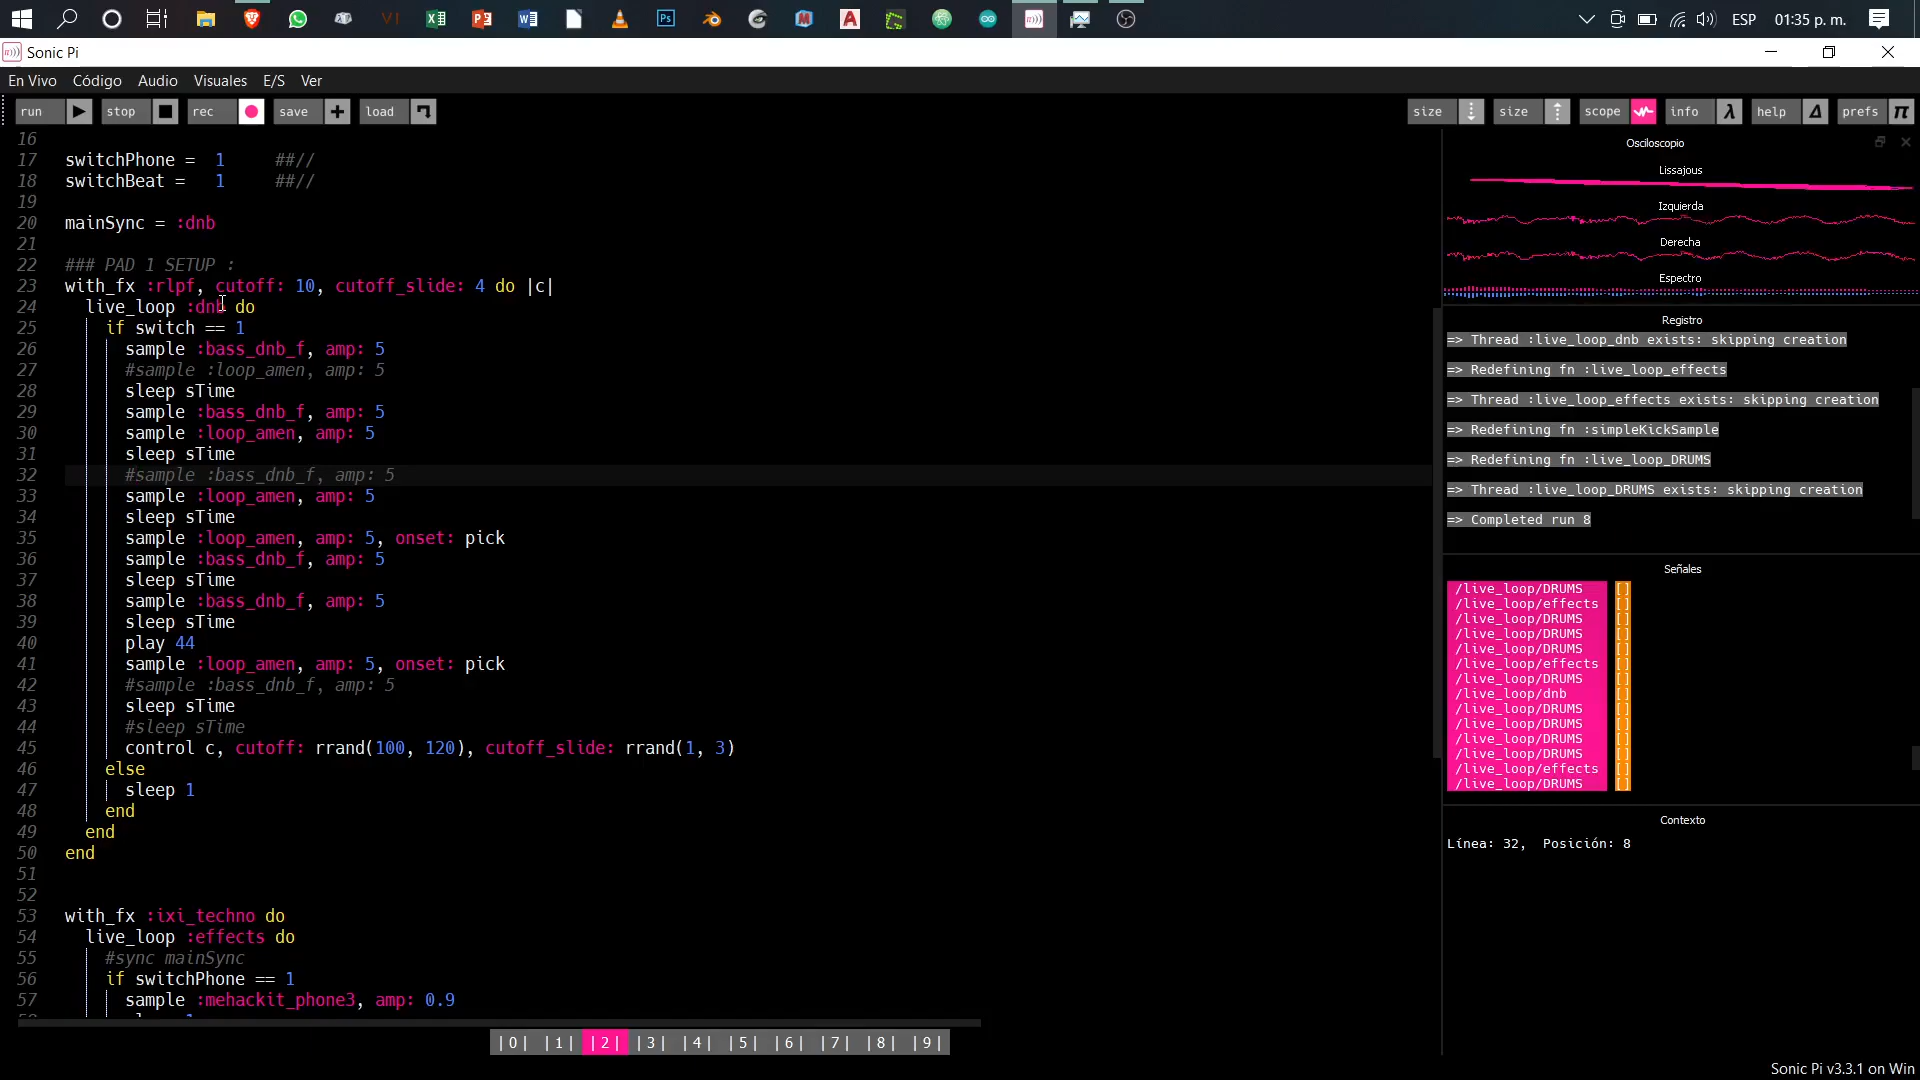 ESP
01:35 p. m.
Sonic Pi
En Vivo Código Audio Visuales E/S Ver
run stop rec save load size size scope info help prefs
16
17 switchPhone = 1 ##//
18 switchBeat = 1 ##//
19
20 mainSync = :dnb
21
22 ### PAD 1 SETUP :
23 with_fx :rlpf, cutoff: 10, cutoff_slide: 4 do |c|
24 live_loop :dnb do
25 if switch == 1
26 sample :bass_dnb_f, amp: 5
27 #sample :loop_amen, amp: 5
28 sleep sTime
29 sample :bass_dnb_f, amp: 5
30 sample :loop_amen, amp: 5
31 sleep sTime
32 #sample :bass_dnb_f, amp: 5
33 sample :loop_amen, amp: 5
34 sleep sTime
35 sample :loop_amen, amp: 5, onset: pick
36 sample :bass_dnb_f, amp: 5
37 sleep sTime
38 sample :bass_dnb_f, amp: 5
39 sleep sTime
40 play 44
41 sample :loop_amen, amp: 5, onset: pick
42 #sample :bass_dnb_f, amp: 5
43 sleep sTime
44 #sleep sTime
45 control c, cutoff: rrand(100, 120), cutoff_slide: rrand(1, 3)
46 else
47 sleep 1
48 end
49 end
50 end
51
52
53 with_fx :ixi_techno do
54 live_loop :effects do
55 #sync mainSync
56 if switchPhone == 1
57 sample :mehackit_phone3, amp: 0.9
|0| |1| |2| |3| |4| |5| |6| |7| |8| |9|
Osciloscopio
Lissajous
Izquierda
Derecha
Espectro
Registro
=> Thread :live_loop_dnb exists: skipping creation
=> Redefining fn :live_loop_effects
=> Thread :live_loop_effects exists: skipping creation
=> Redefining fn :simpleKickSample
=> Redefining fn :live_loop_DRUMS
=> Thread :live_loop_DRUMS exists: skipping creation
=> Completed run 8
Señales
/live_loop/DRUMS []
/live_loop/effects []
/live_loop/DRUMS []
/live_loop/DRUMS []
/live_loop/DRUMS []
/live_loop/effects []
/live_loop/DRUMS []
/live_loop/dnb []
/live_loop/DRUMS []
/live_loop/DRUMS []
/live_loop/DRUMS []
/live_loop/DRUMS []
/live_loop/effects []
/live_loop/DRUMS []
Contexto
Línea: 32, Posición: 8
Sonic Pi v3.3.1 on Win